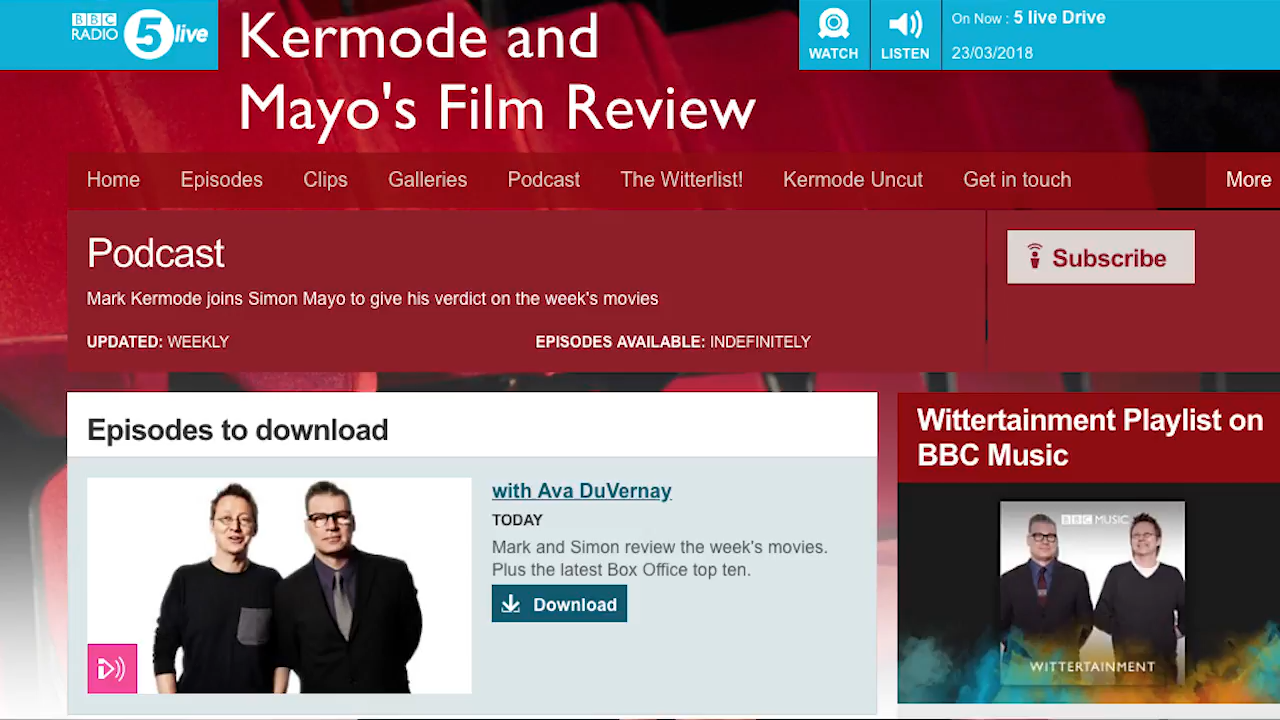 BBC
RADIO 5 live
Kermode and
Mayo's Film Review
WATCH
LISTEN
On Now : 5 live Drive
23/03/2018
Home Episodes Clips Galleries Podcast The Witterlist! Kermode Uncut Get in touch More
Podcast
Mark Kermode joins Simon Mayo to give his verdict on the week's movies
UPDATED: WEEKLY
EPISODES AVAILABLE: INDEFINITELY
Subscribe
Episodes to download
with Ava DuVernay
TODAY
Mark and Simon review the week's movies.
Plus the latest Box Office top ten.
Download
Wittertainment Playlist on
BBC Music
BBC MUSIC
WITTERTAINMENT